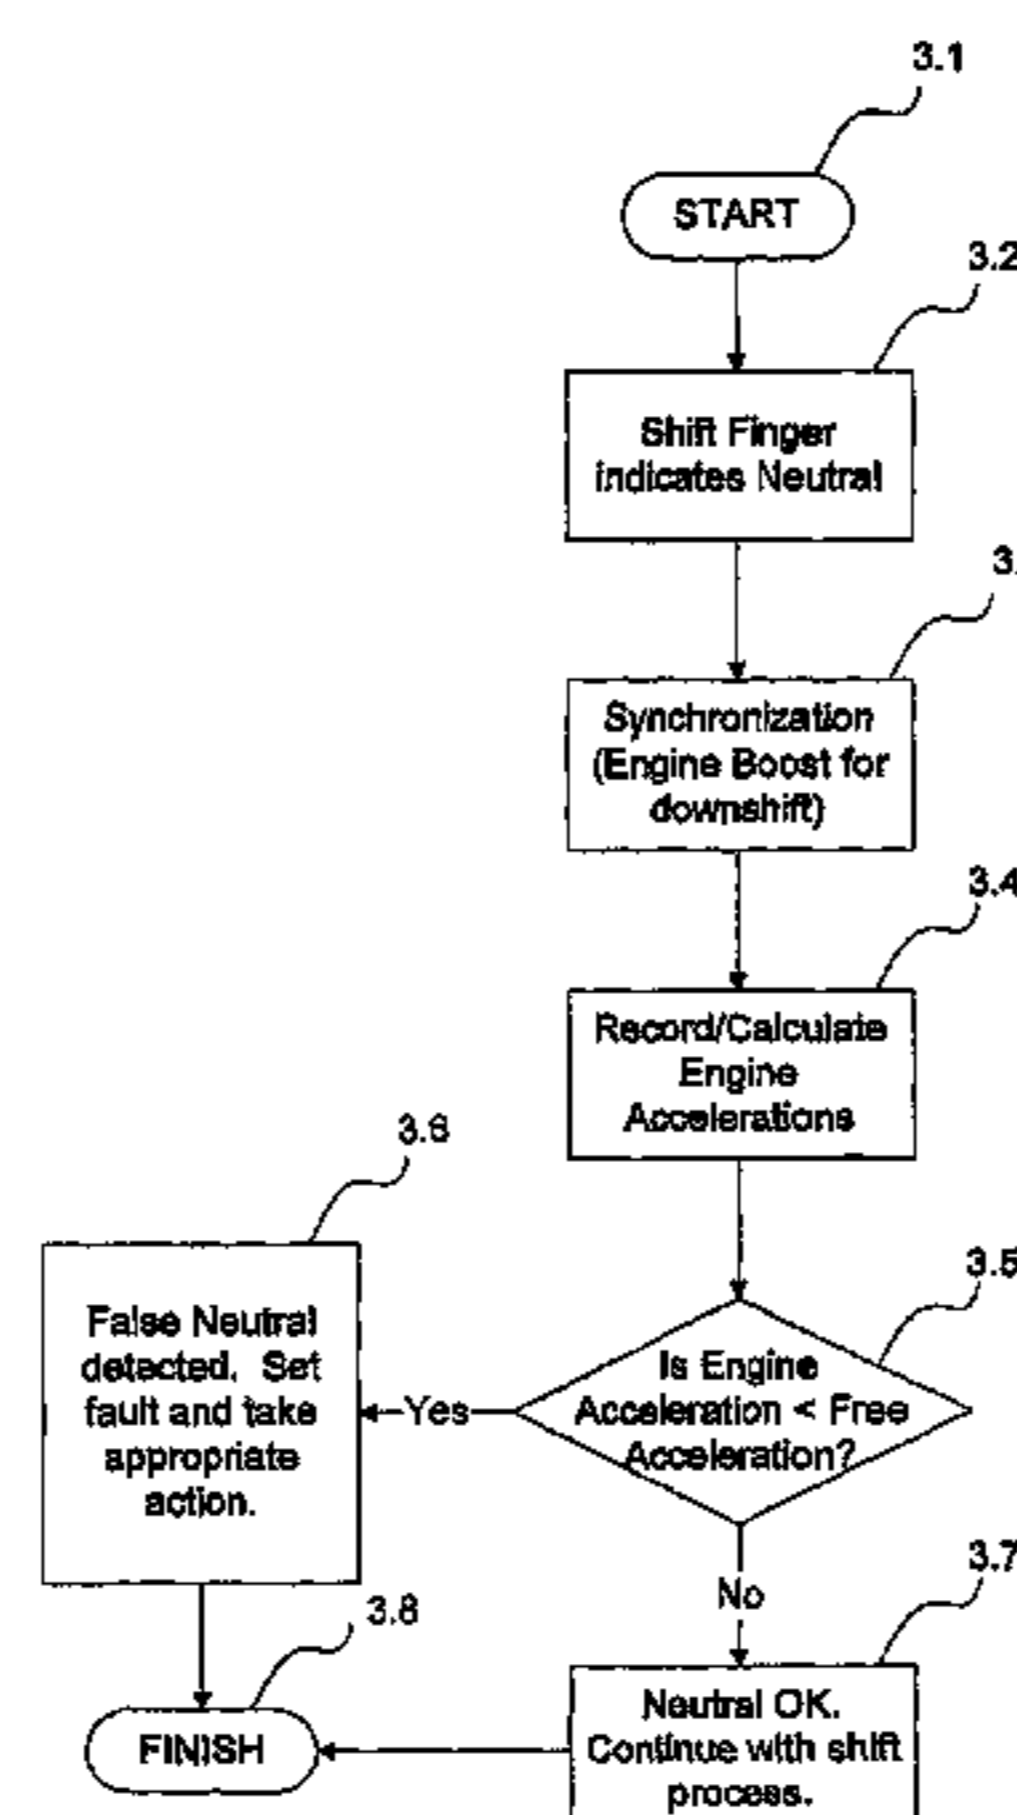 3.1
START
3.2
Shift Finger
indicates Neutral
3.
Synchronization
(Engine Boost for
downshift)
3.4
Record/Calculate
Engine
Accelerations
3.5
Is Engine
Acceleration < Free
Acceleration?
Yes
3.6
False Neutral
detected. Set
fault and take
appropriate
action.
No
3.7
Neutral OK.
Continue with shift
process.
3.8
FINISH